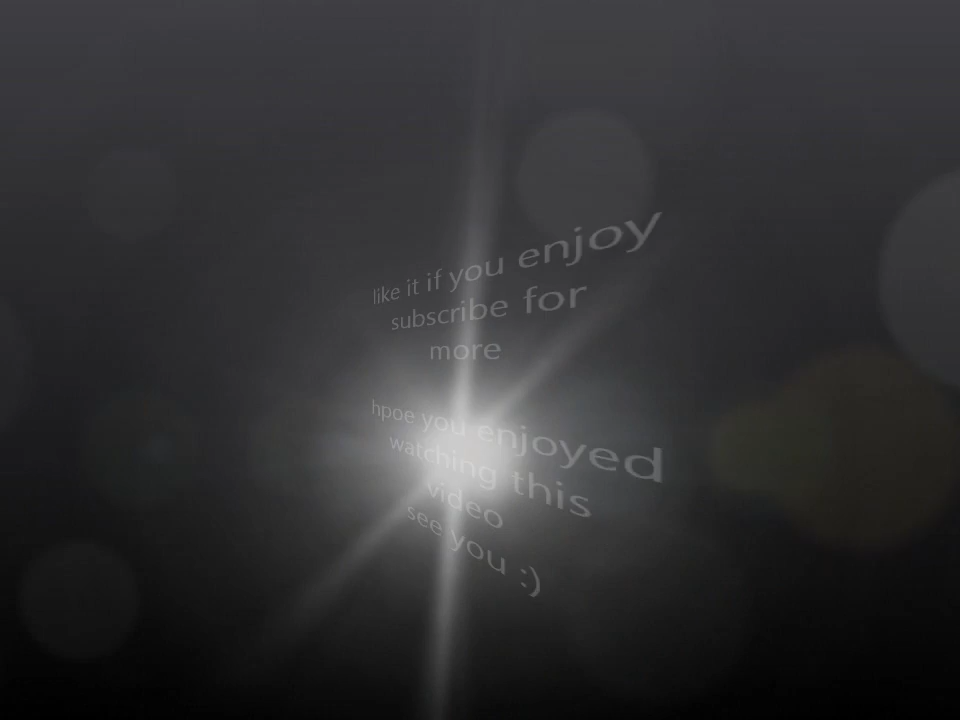 like it if you enjoy
subscribe for
more
hpoe you enjoyed
watching this
video
see you :)